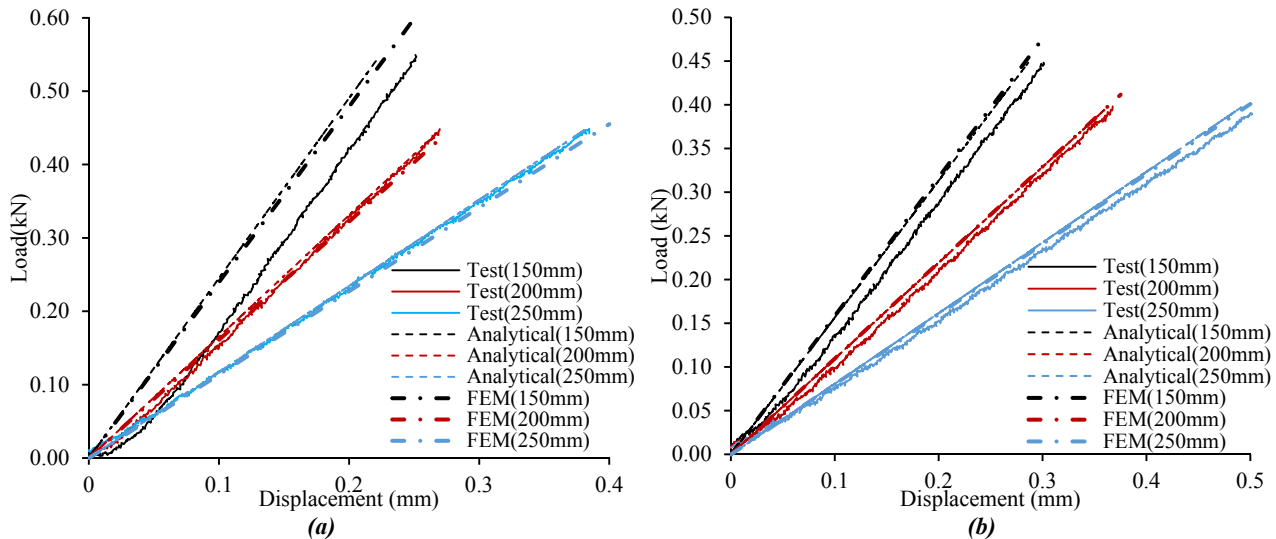 0.60
0.50
0.40
0.30
0.20
0.10
0.00
Load(kN)
0
0.1
0.2
0.3
0.4
Displacement (mm)
Test(150mm)
Test(200mm)
Test(250mm)
Analytical(150mm)
Analytical(200mm)
Analytical(250mm)
FEM(150mm)
FEM(200mm)
FEM(250mm)
(a)
0.50
0.45
0.40
0.35
0.30
0.25
0.20
0.15
0.10
0.05
0.00
Load (kN)
0
0.1
0.2
0.3
0.4
0.5
Displacement (mm)
Test(150mm)
Test(200mm)
Test(250mm)
Analytical(150mm)
Analytical(200mm)
Analytical(250mm)
FEM(150mm)
FEM(200mm)
FEM(250mm)
(b)